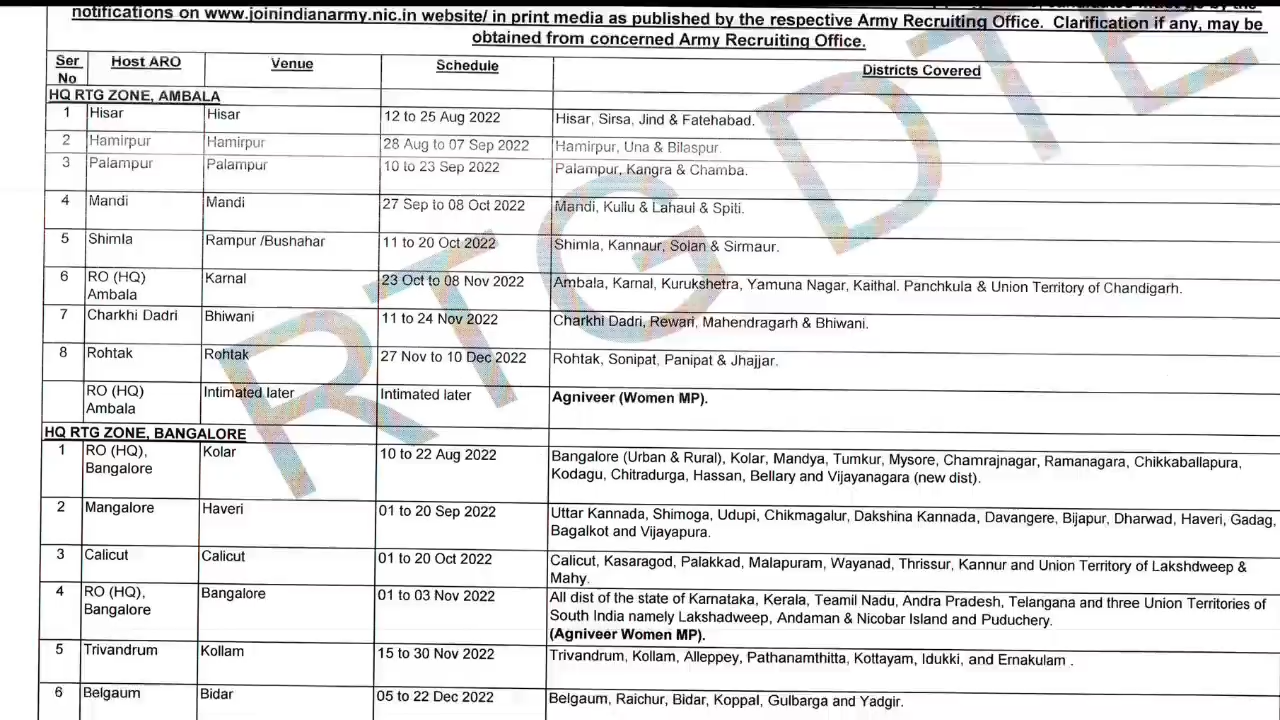 notifications on www.joinindianarmy.nic.in website/ in print media as published by the respective Army Recruiting Office. Clarification if any, may be
obtained from concerned Army Recruiting Office.
Ser No Host ARO Venue Schedule Districts Covered
HQ RTG ZONE, AMBALA
1 Hisar Hisar 12 to 25 Aug 2022 Hisar, Sirsa, Jind & Fatehabad.
2 Hamirpur Hamirpur 28 Aug to 07 Sep 2022 Hamirpur, Una & Bilaspur.
3 Palampur Palampur 10 to 23 Sep 2022 Palampur, Kangra & Chamba.
4 Mandi Mandi 27 Sep to 08 Oct 2022 Mandi, Kullu & Lahaul & Spiti.
5 Shimla Rampur /Bushahar 11 to 20 Oct 2022 Shimla, Kannaur, Solan & Sirmaur.
6 RO (HQ) Karnal 23 Oct to 08 Nov 2022 Ambala, Karnal, Kurukshetra, Yamuna Nagar, Kaithal. Panchkula & Union Territory of Chandigarh.
Ambala
7 Charkhi Dadri Bhiwani 11 to 24 Nov 2022 Charkhi Dadri, Rewari, Mahendragarh & Bhiwani.
8 Rohtak Rohtak 27 Nov to 10 Dec 2022 Rohtak, Sonipat, Panipat & Jhajjar.
RO (HQ) Intimated later Intimated later Agniveer (Women MP).
Ambala
HQ RTG ZONE, BANGALORE
1 RO (HQ), Kolar 10 to 22 Aug 2022 Bangalore (Urban & Rural), Kolar, Mandya, Tumkur, Mysore, Chamrajnagar, Ramanagara, Chikkaballapura,
Bangalore Kodagu, Chitradurga, Hassan, Bellary and Vijayanagara (new dist).
2 Mangalore Haveri 01 to 20 Sep 2022 Uttar Kannada, Shimoga, Udupi, Chikmagalur, Dakshina Kannada, Davangere, Bijapur, Dharwad, Haveri, Gadag,
Bagalkot and Vijayapura.
3 Calicut Calicut 01 to 20 Oct 2022 Calicut, Kasaragod, Palakkad, Malapuram, Wayanad, Thrissur, Kannur and Union Territory of Lakshdweep &
Mahy.
4 RO (HQ), Bangalore 01 to 03 Nov 2022 All dist of the state of Karnataka, Kerala, Teamil Nadu, Andra Pradesh, Telangana and three Union Territories of
Bangalore South India namely Lakshadweep, Andaman & Nicobar Island and Puduchery.
(Agniveer Women MP).
5 Trivandrum Kollam 15 to 30 Nov 2022 Trivandrum, Kollam, Alleppey, Pathanamthitta, Kottayam, Idukki, and Ernakulam .
6 Belgaum Bidar 05 to 22 Dec 2022 Belgaum, Raichur, Bidar, Koppal, Gulbarga and Yadgir.
RTG DTE